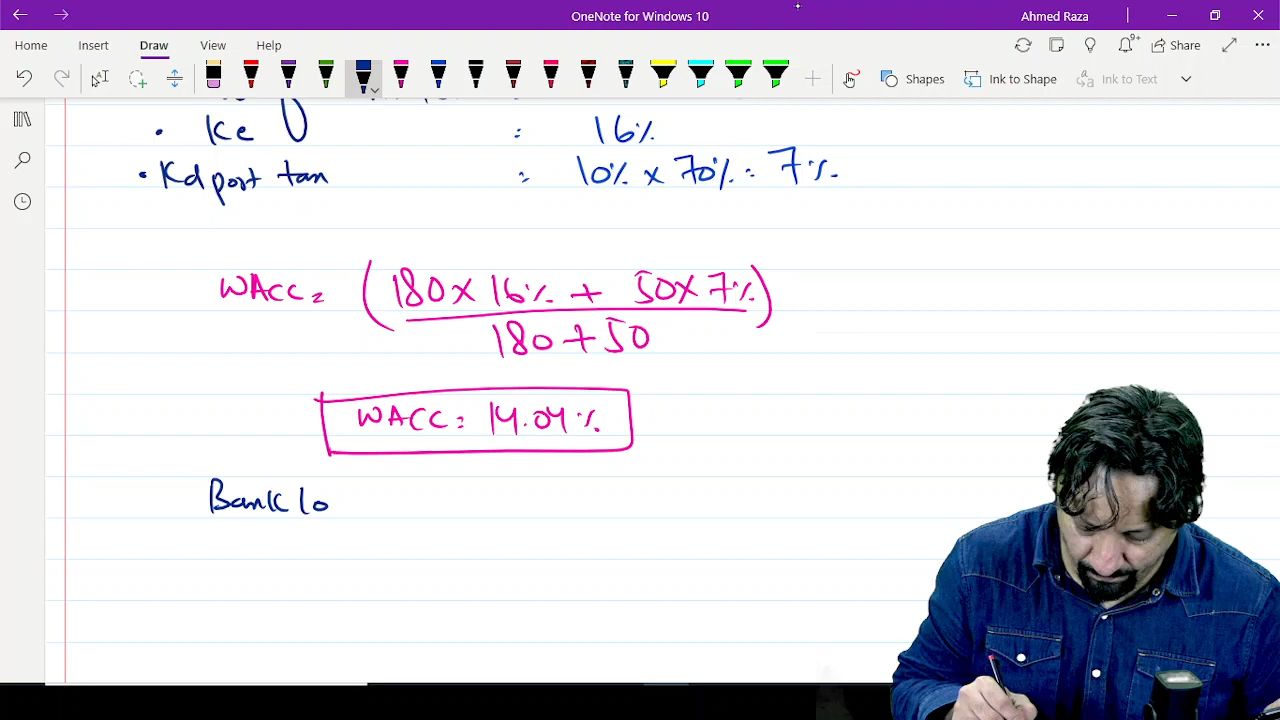 OneNote for Windows 10
Ahmed Raza
Home Insert Draw View Help
Share
Shapes Ink to Shape Ink to Text
• Ke : 16%
• Kd post tax : 10% x 70% = 7%
WACC = (180 x 16% + 50 x 7%)
180 + 50
WACC = 14.04%
Bank lo